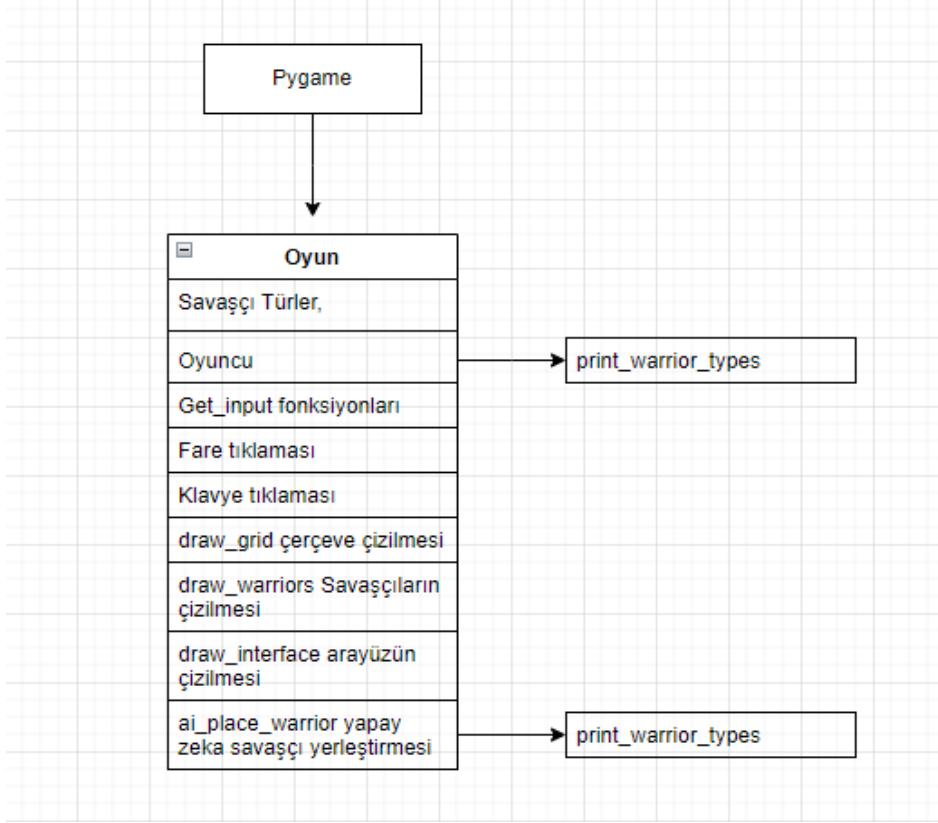 Pygame
Oyun
Savaşçı Türler,
Oyuncu
print_warrior_types
Get_input fonksiyonları
Fare tıklaması
Klavye tıklaması
draw_grid çerçeve çizilmesi
draw_warriors Savaşçıların
çizilmesi
draw_interface arayüzün
çizilmesi
ai_place_warrior yapay
zeka savaşçı yerleştirmesi
print_warrior_types